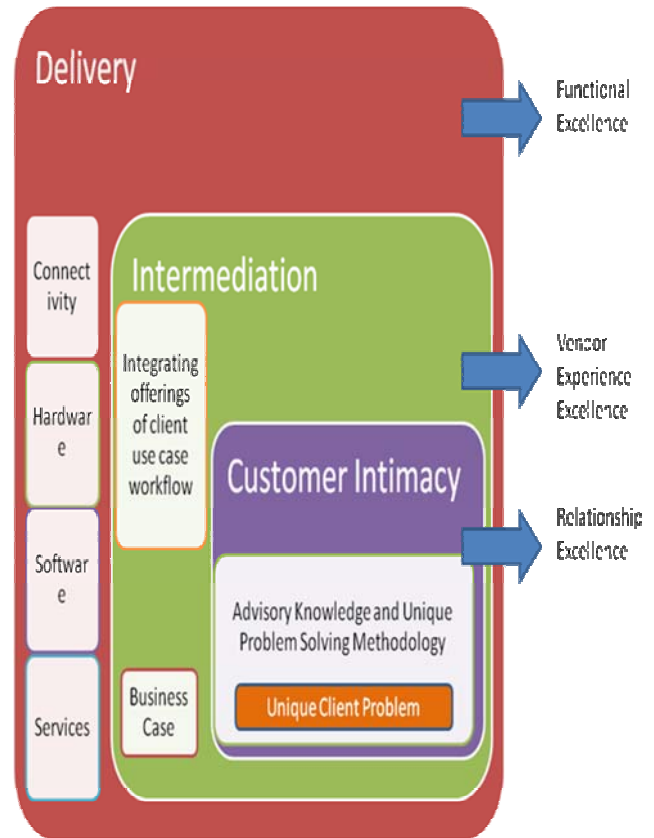 Delivery
Functional
Excellence
Connect
ivity
Intermediation
Integrating
offerings
of client
use case
workflow
Vendor
Experience
Excellence
Hardwar
e
Customer Intimacy
Relationship
Excellence
Softwar
e
Advisory Knowledge and Unique
Problem Solving Methodology
Services
Business
Case
Unique Client Problem